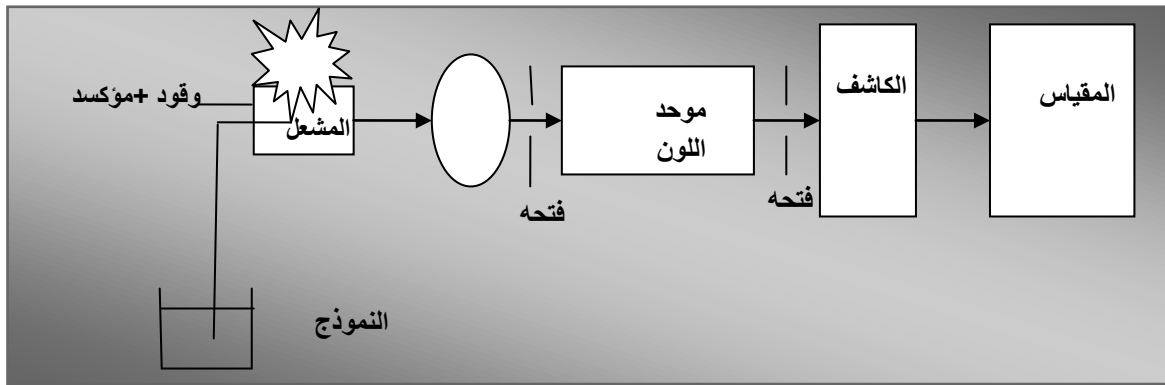 وقود +مؤكسد
المشعل
فتحه
موحد
اللون
فتحه
الكاشف
المقياس
النموذج